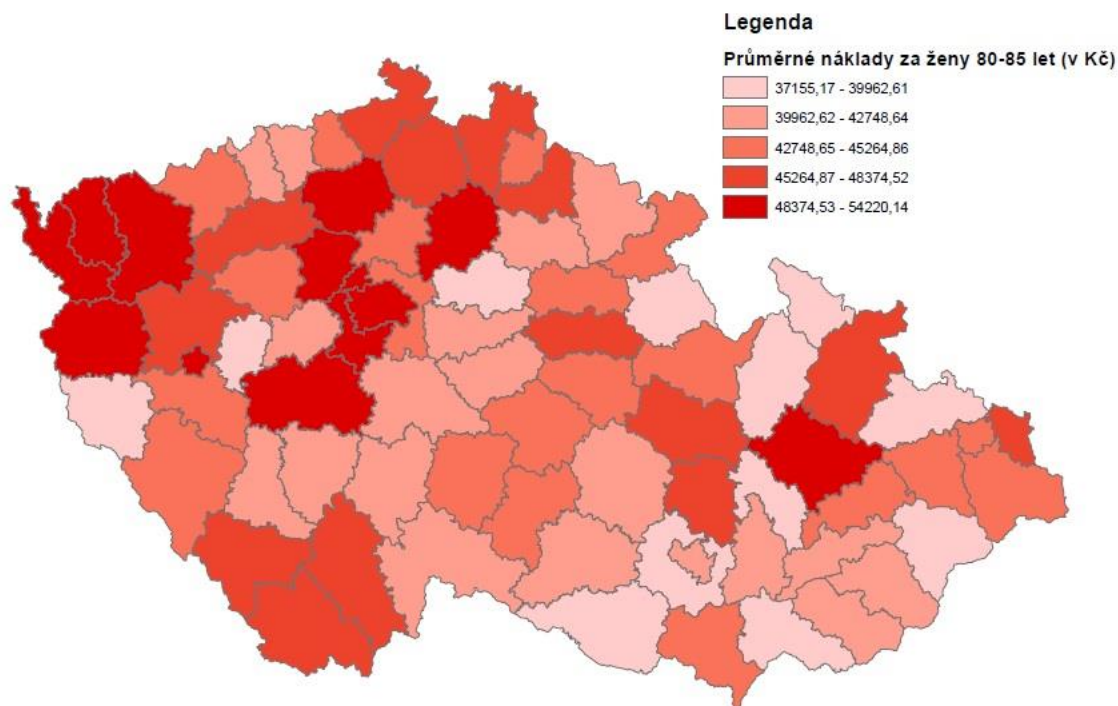 Legenda
Průměrné náklady za ženy 80-85 let (v Kč)
37155,17 - 39962,61
39962,62 - 42748,64
42748,65 - 45264,86
45264,87 - 48374,52
48374,53 - 54220,14